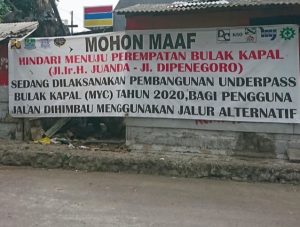 MOHON MAAF
HINDARI MENUJU PEREMPATAN BULAK KAPAL
(Jl.Ir.H. JUANDA - Jl. DIPENEGORO)
SEDANG DILAKSANAKAN PEMBANGUNAN UNDERPASS
BULAK KAPAL (MYC) TAHUN 2020,BAGI PENGGUNA
JALAN DIHIMBAU MENGGUNAKAN JALUR ALTERNATIF